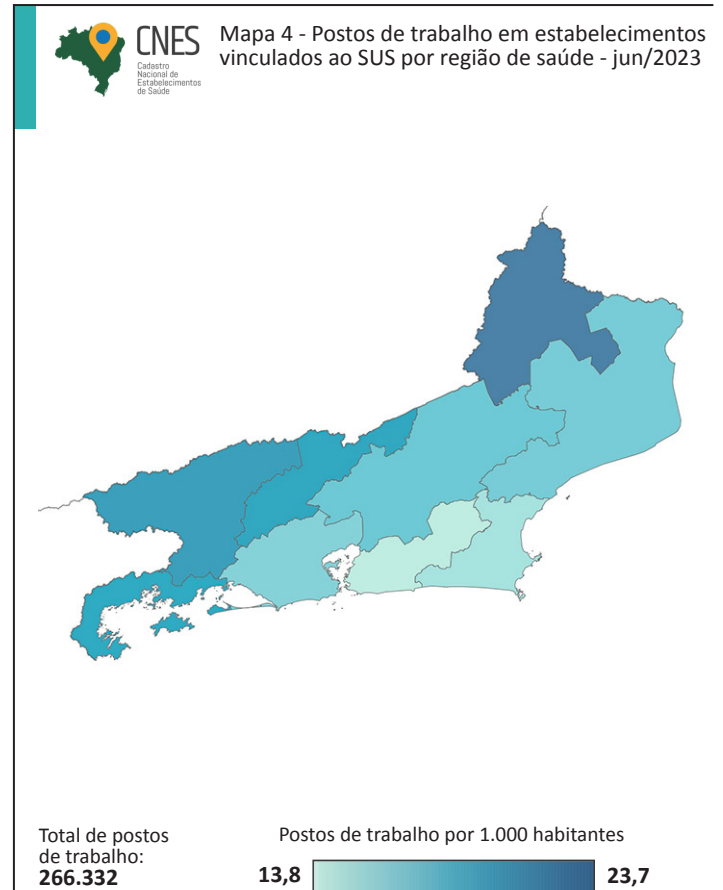 CNES
Cadastro
Nacional de
Estabelecimentos
de Saúde
Mapa 4 - Postos de trabalho em estabelecimentos
vinculados ao SUS por região de saúde - jun/2023
Total de postos
de trabalho:
266.332
Postos de trabalho por 1.000 habitantes
13,8
23,7